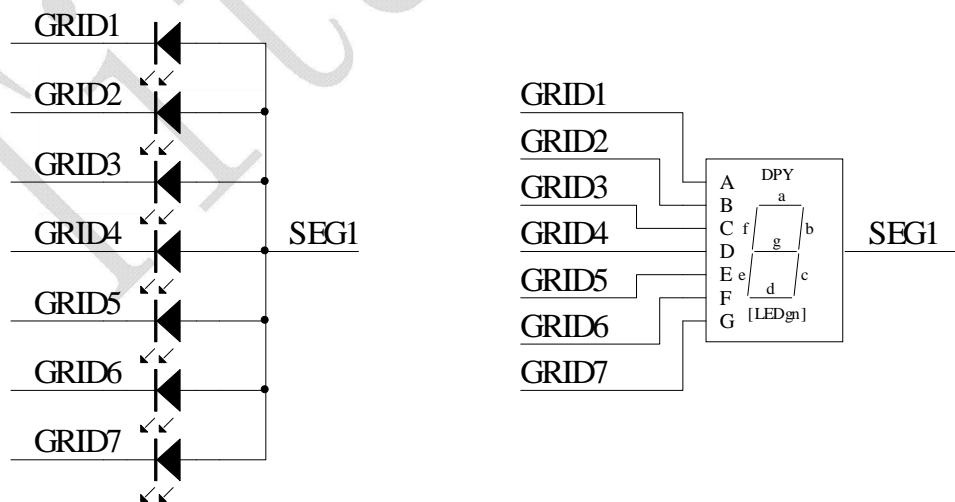 GRID1
GRID2
GRID3
GRID4
GRID5
GRID6
GRID7
SEG1
GRID1
GRID2
GRID3
GRID4
GRID5
GRID6
GRID7
A
B
C
D
E
F
G
DPY
a
f
b
g
e
c
d
[LEDgn]
SEG1